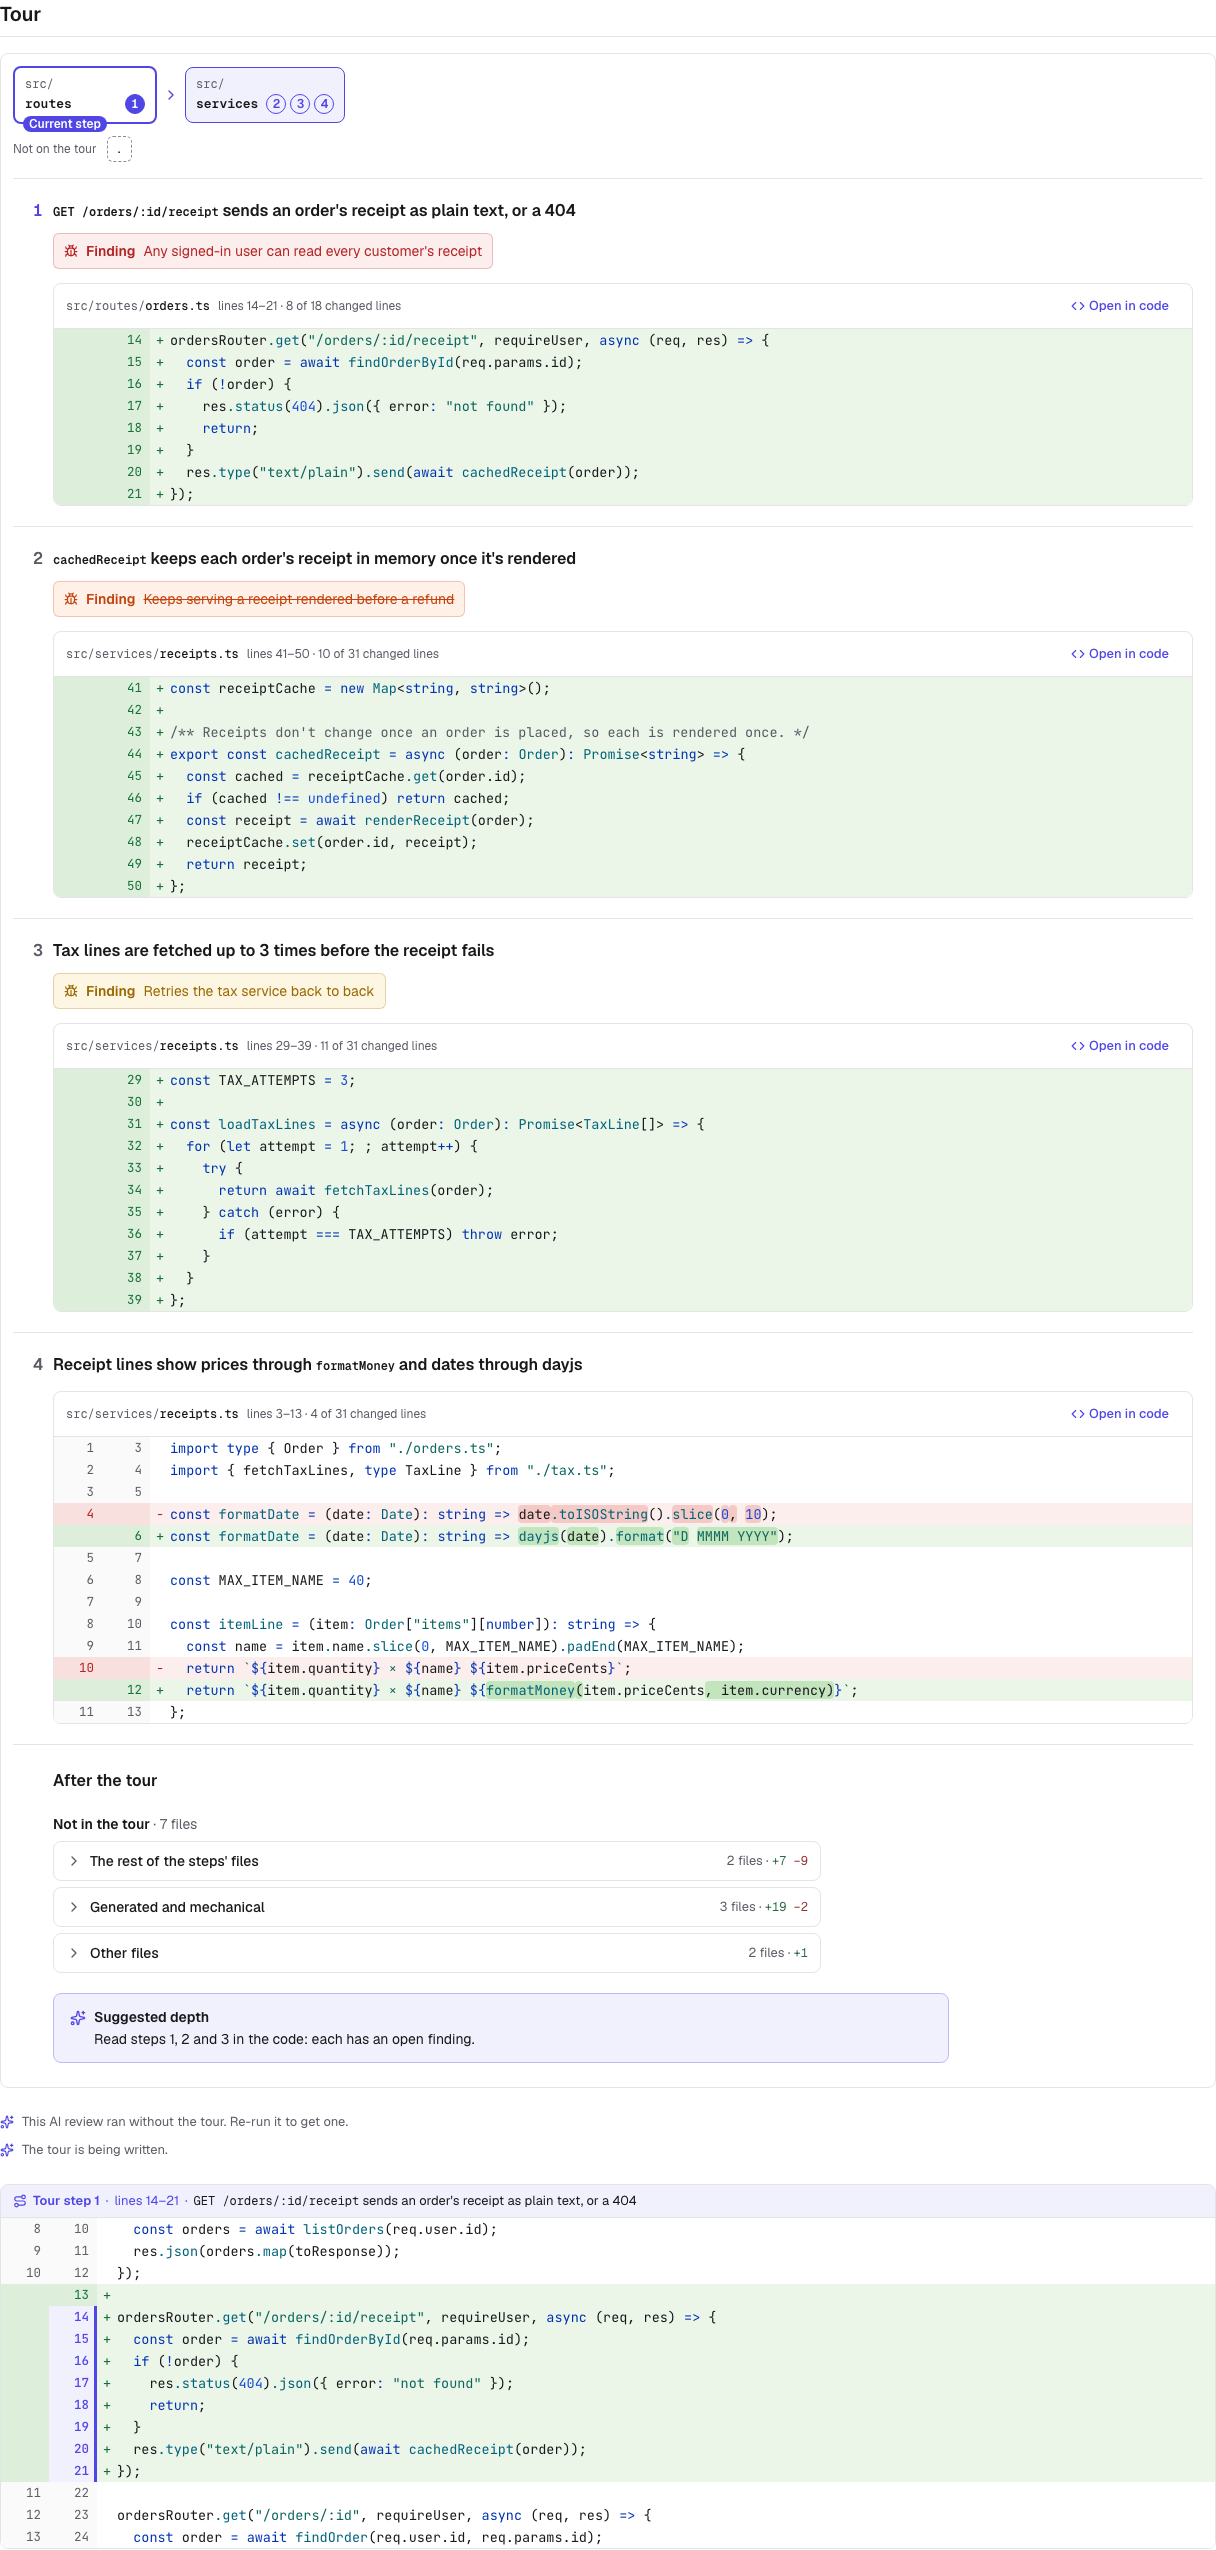 Tour
src/
routes 1
Current step
src/
services 2 3 4
Not on the tour .
1 GET /orders/:id/receipt sends an order's receipt as plain text, or a 404
Finding Any signed-in user can read every customer's receipt
src/routes/orders.ts lines 14–21 · 8 of 18 changed lines <> Open in code
14 + ordersRouter.get("/orders/:id/receipt", requireUser, async (req, res) => {
15 + const order = await findOrderById(req.params.id);
16 + if (!order) {
17 + res.status(404).json({ error: "not found" });
18 + return;
19 + }
20 + res.type("text/plain").send(await cachedReceipt(order));
21 + });
2 cachedReceipt keeps each order's receipt in memory once it's rendered
Finding Keeps serving a receipt rendered before a refund
src/services/receipts.ts lines 41–50 · 10 of 31 changed lines <> Open in code
41 + const receiptCache = new Map<string, string>();
42 +
43 + /** Receipts don't change once an order is placed, so each is rendered once. */
44 + export const cachedReceipt = async (order: Order): Promise<string> => {
45 + const cached = receiptCache.get(order.id);
46 + if (cached !== undefined) return cached;
47 + const receipt = await renderReceipt(order);
48 + receiptCache.set(order.id, receipt);
49 + return receipt;
50 + };
3 Tax lines are fetched up to 3 times before the receipt fails
Finding Retries the tax service back to back
src/services/receipts.ts lines 29–39 · 11 of 31 changed lines <> Open in code
29 + const TAX_ATTEMPTS = 3;
30 +
31 + const loadTaxLines = async (order: Order): Promise<TaxLine[]> => {
32 + for (let attempt = 1; ; attempt++) {
33 + try {
34 + return await fetchTaxLines(order);
35 + } catch (error) {
36 + if (attempt === TAX_ATTEMPTS) throw error;
37 + }
38 + }
39 + };
4 Receipt lines show prices through formatMoney and dates through dayjs
src/services/receipts.ts lines 3–13 · 4 of 31 changed lines <> Open in code
1 3 import type { Order } from "./orders.ts";
2 4 import { fetchTaxLines, type TaxLine } from "./tax.ts";
3 5
4 - const formatDate = (date: Date): string => date.toISOString().slice(0, 10);
6 + const formatDate = (date: Date): string => dayjs(date).format("D MMMM YYYY");
5 7
6 8 const MAX_ITEM_NAME = 40;
7 9
8 10 const itemLine = (item: Order["items"][number]): string => {
9 11 const name = item.name.slice(0, MAX_ITEM_NAME).padEnd(MAX_ITEM_NAME);
10 - return `${item.quantity} × ${name} ${item.priceCents}`;
12 + return `${item.quantity} × ${name} ${formatMoney(item.priceCents, item.currency)}`;
11 13 };
After the tour
Not in the tour · 7 files
The rest of the steps' files 2 files · +7 −9
Generated and mechanical 3 files · +19 −2
Other files 2 files · +1
Suggested depth
Read steps 1, 2 and 3 in the code: each has an open finding.
This AI review ran without the tour. Re-run it to get one.
The tour is being written.
Tour step 1 · lines 14–21 · GET /orders/:id/receipt sends an order's receipt as plain text, or a 404
8 10 const orders = await listOrders(req.user.id);
9 11 res.json(orders.map(toResponse));
10 12 });
13 +
14 + ordersRouter.get("/orders/:id/receipt", requireUser, async (req, res) => {
15 + const order = await findOrderById(req.params.id);
16 + if (!order) {
17 + res.status(404).json({ error: "not found" });
18 + return;
19 + }
20 + res.type("text/plain").send(await cachedReceipt(order));
21 + });
11 22
12 23 ordersRouter.get("/orders/:id", requireUser, async (req, res) => {
13 24 const order = await findOrder(req.user.id, req.params.id);